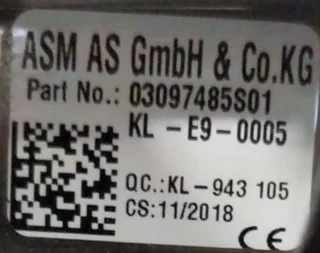 ASM AS GmbH & Co.KG
Part No.: 03097485S01
KL - E9 - 0005
QC.: KL-943 105
CS:11/2018
CE